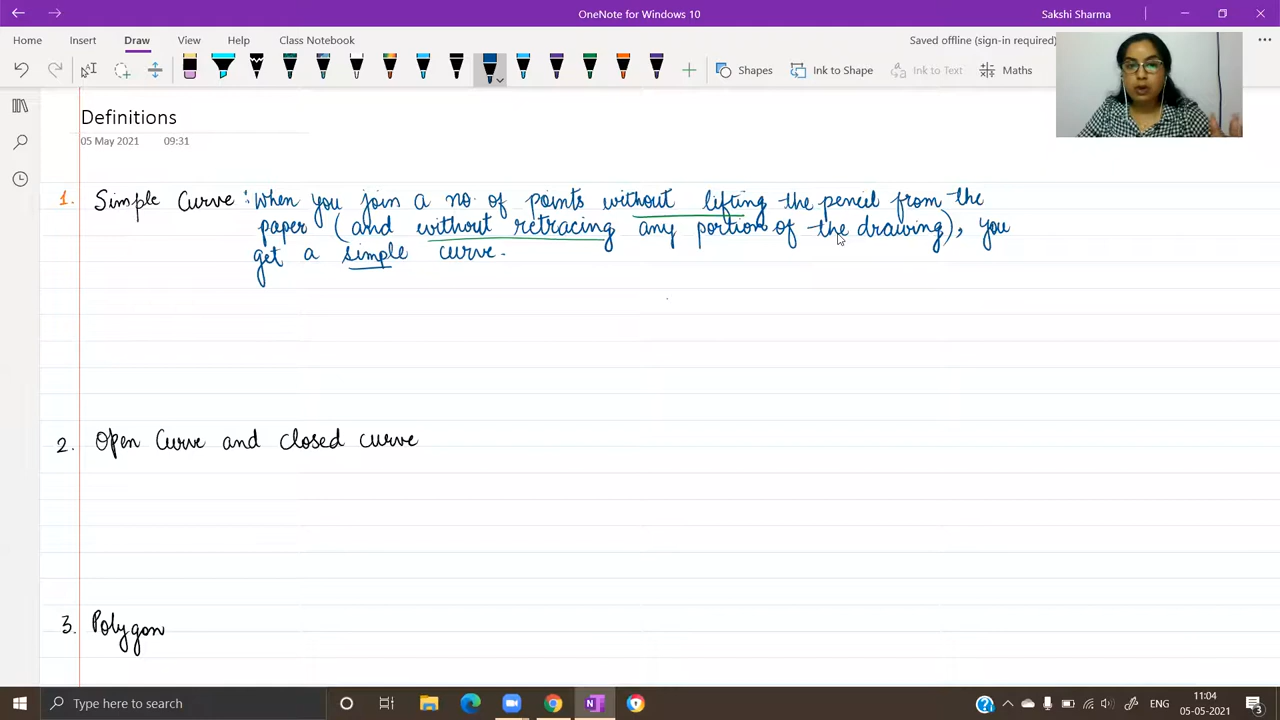 OneNote for Windows 10
Sakshi Sharma
Home Insert Draw View Help Class Notebook
Saved offline (sign-in required)
Shapes Ink to Shape Ink to Text Maths
Definitions
05 May 2021 09:31
1. Simple Curve : When you join a no. of points without lifting the pencil from the
paper (and without retracing any portion of the drawing), you
get a simple curve.
2. Open Curve and closed curve
3. Polygon
Type here to search
ENG
11:04
05-05-2021
3